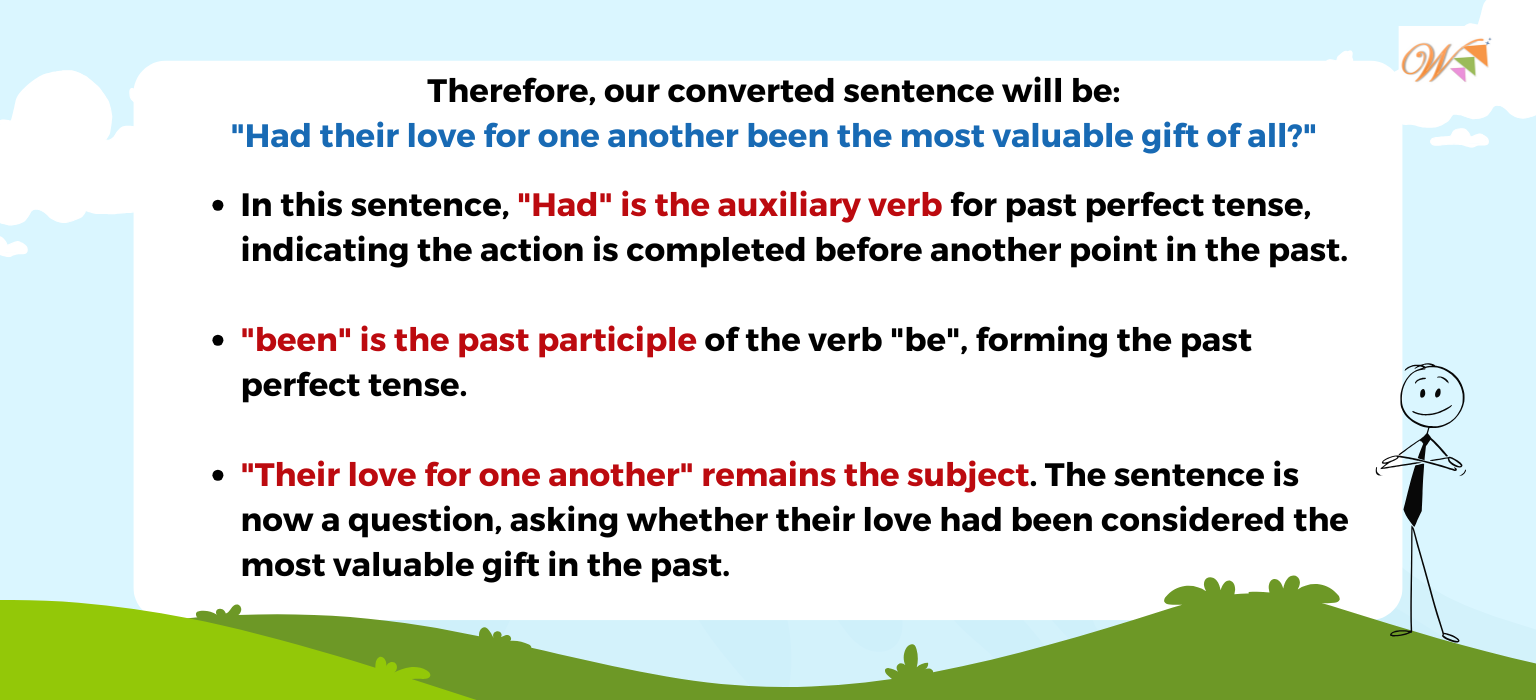 W
Therefore, our converted sentence will be:
"Had their love for one another been the most valuable gift of all?"
• In this sentence, "Had" is the auxiliary verb for past perfect tense,
indicating the action is completed before another point in the past.
• "been" is the past participle of the verb "be", forming the past
perfect tense.
• "Their love for one another" remains the subject. The sentence is
now a question, asking whether their love had been considered the
most valuable gift in the past.